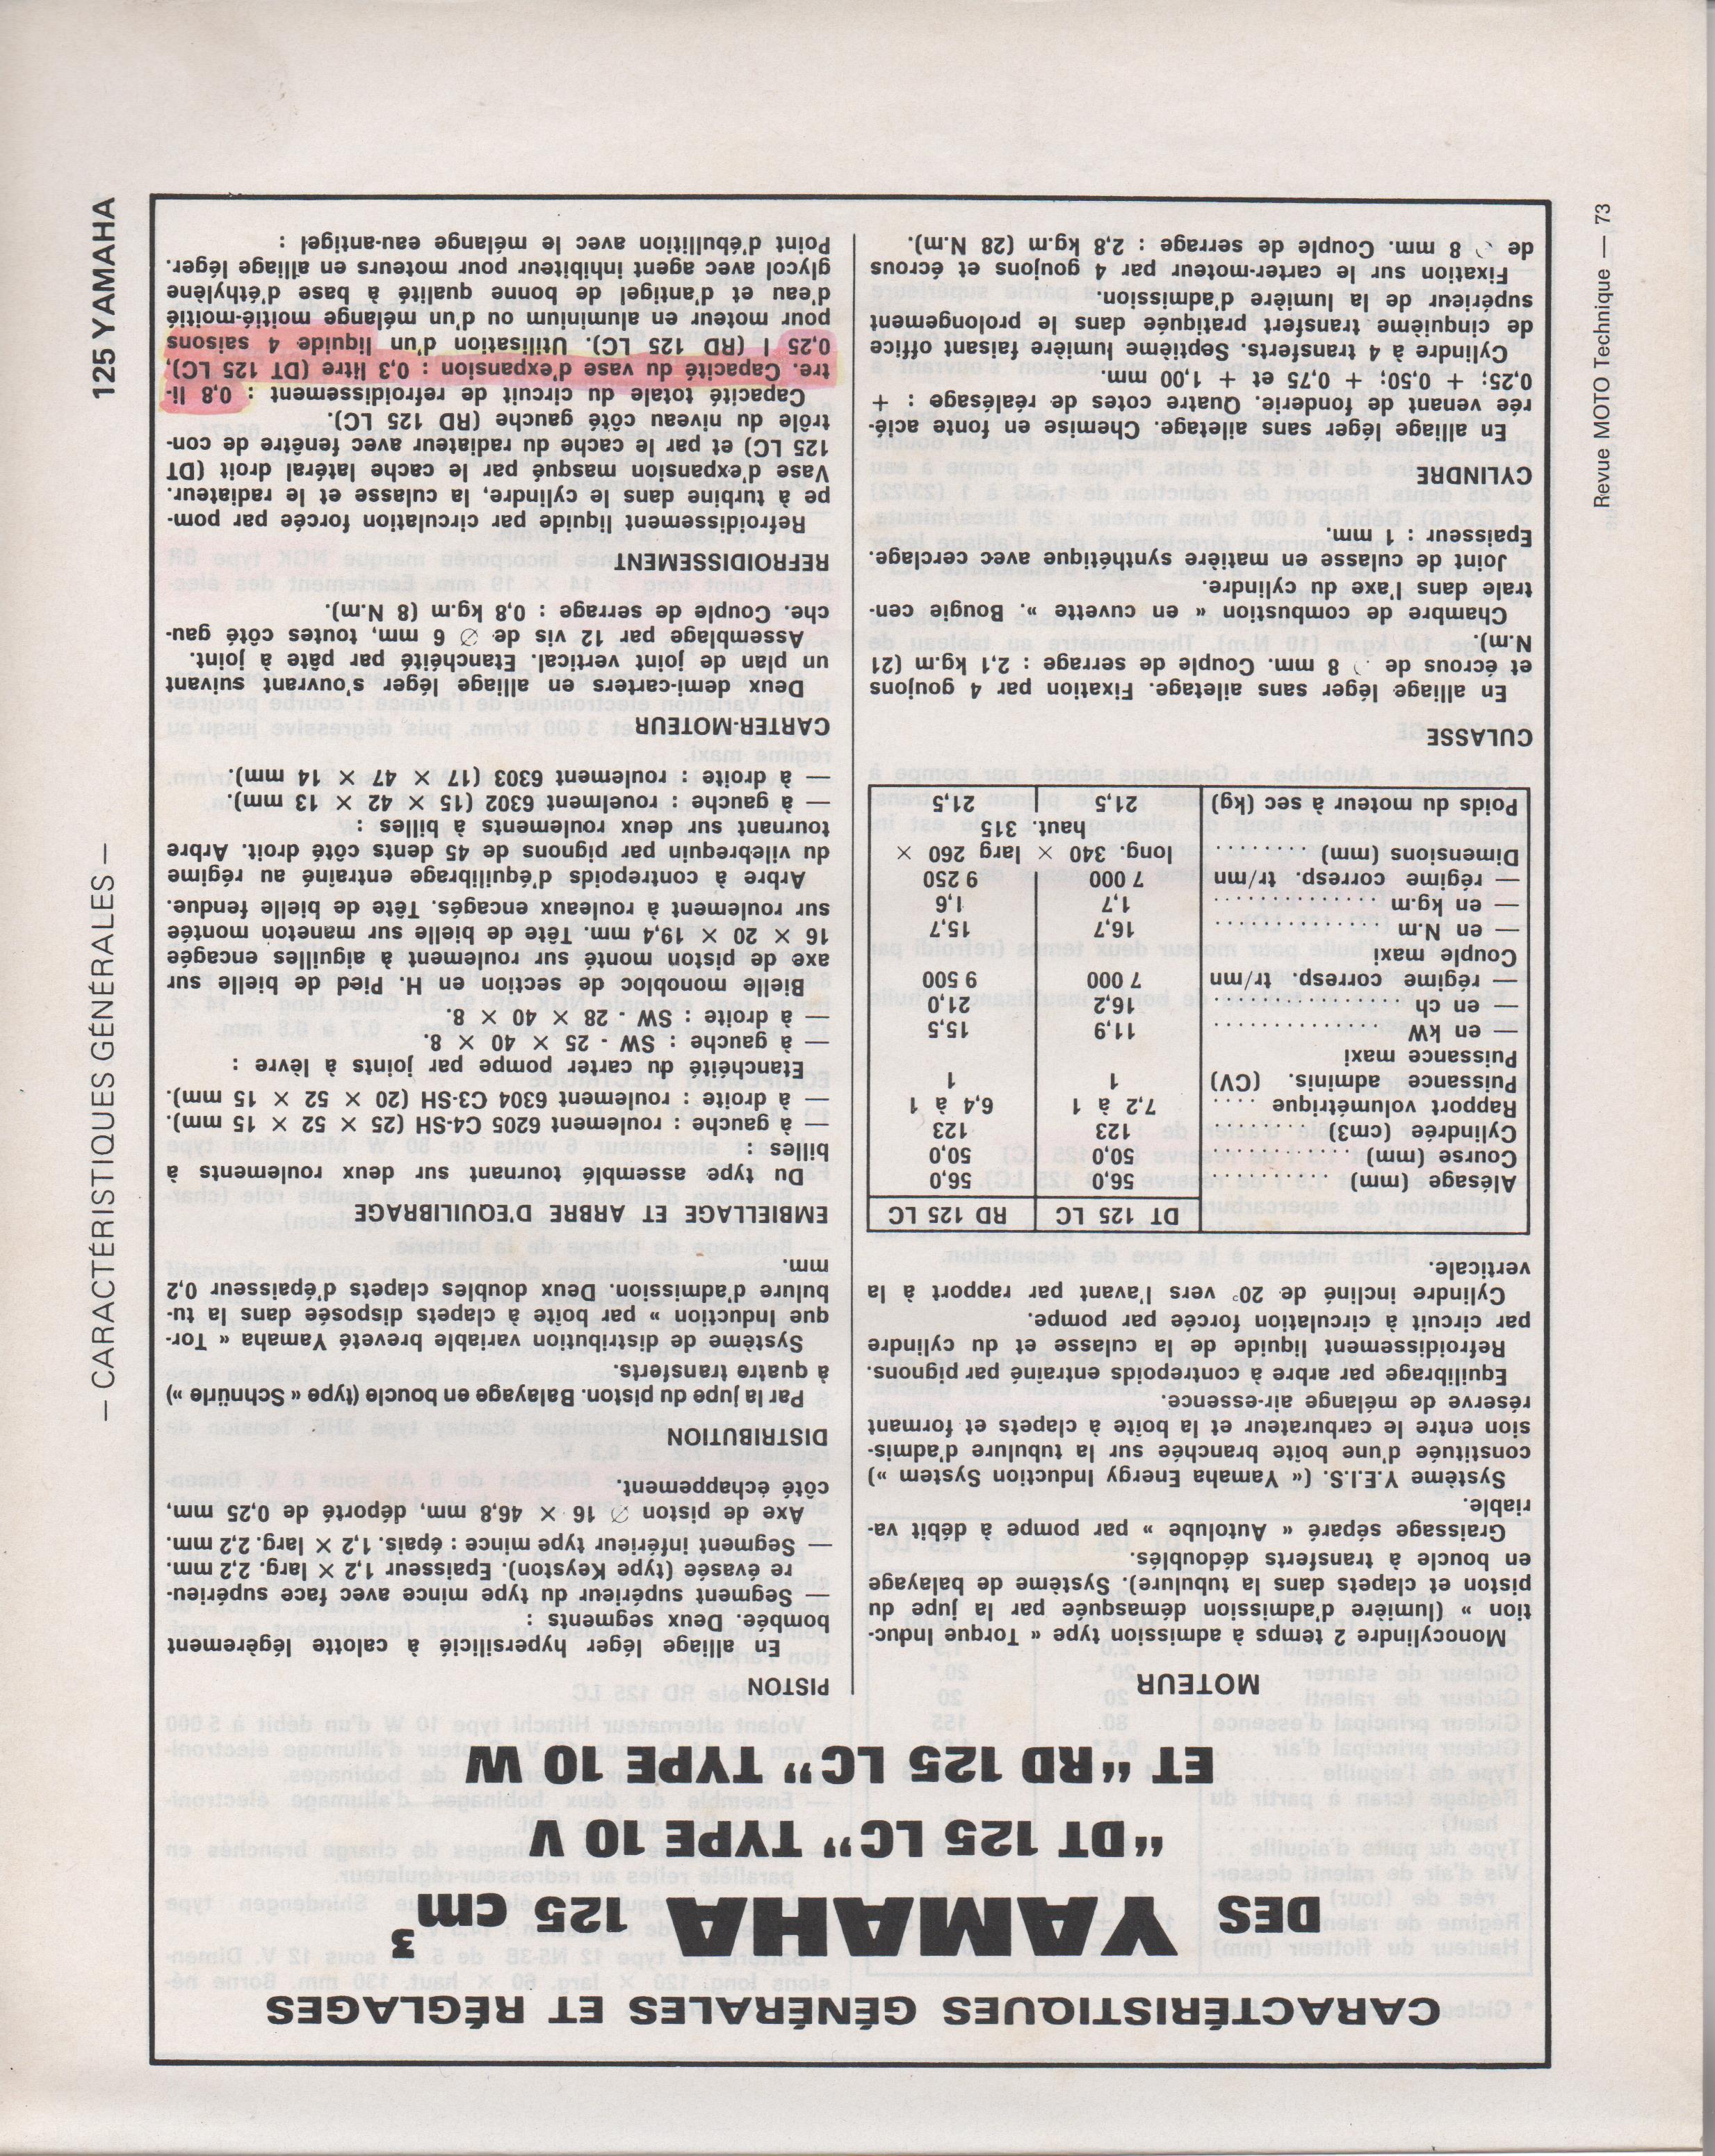 CARACTÉRISTIQUES GÉNÉRALES ET RÉGLAGES
DES YAMAHA 125 cm³
“DT 125 LC” TYPE 10 V
ET “RD 125 LC” TYPE 10 W
MOTEUR
Monocylindre 2 temps à admission type « Torque Induc-
tion » (lumière d'admission démasquée par la jupe du
piston et clapets dans la tubulure). Système de balayage
en boucle à transferts dédoublés.
Graissage séparé « Autolube » par pompe à débit va-
riable.
Système Y.E.I.S. (« Yamaha Energy Induction System »)
constituée d'une boîte branchée sur la tubulure d'admis-
sion entre le carburateur et la boîte à clapets et formant
réserve de mélange air-essence.
Equilibrage par arbre à contrepoids entraîné par pignons.
Refroidissement liquide de la culasse et du cylindre
par circuit à circulation forcée par pompe.
Cylindre incliné de 20° vers l'avant par rapport à la
verticale.
DT 125 LC RD 125 LC
Alésage (mm) ........... 56,0 56,0
Course (mm) ............. 50,0 50,0
Cylindrée (cm3) .......... 123 123
Rapport volumétrique .... 7,2 à 1 6,4 à 1
Puissance adminis. (CV) 1 1
Puissance maxi
— en kW ............... 11,9 15,5
— en ch ................ 16,2 21,0
— régime corresp. tr/mn 7 000 9 500
Couple maxi
— en N.m .............. 16,7 15,7
— en kg.m .............. 1,7 1,6
— régime corresp. tr/mn 7 000 9 250
Dimensions (mm) ......... long. 340 × larg 260 ×
haut. 315
Poids du moteur à sec (kg) 21,5 21,5
CULASSE
En alliage léger sans ailetage. Fixation par 4 goujons
et écrous de ∅ 8 mm. Couple de serrage : 2,1 kg.m (21
N.m).
Chambre de combustion « en cuvette ». Bougie cen-
trale dans l'axe du cylindre.
Joint de culasse en matière synthétique avec cerclage.
Epaisseur : 1 mm.
CYLINDRE
En alliage léger sans ailetage. Chemise en fonte acié-
rée venant de fonderie. Quatre cotes de réalésage : +
0,25; + 0,50; + 0,75 et + 1,00 mm.
Cylindre à 4 transferts. Septième lumière faisant office
de cinquième transfert pratiquée dans le prolongement
supérieur de la lumière d'admission.
Fixation sur le carter-moteur par 4 goujons et écrous
de ∅ 8 mm. Couple de serrage : 2,8 kg.m (28 N.m).
PISTON
En alliage léger hypersilicié à calotte légèrement
bombée. Deux segments :
— Segment supérieur du type mince avec face supérieu-
re évasée (type Keyston). Epaisseur 1,2 × larg. 2,2 mm.
— Segment inférieur type mince : épais. 1,2 × larg. 2,2 mm.
Axe de piston ∅ 16 × 46,8 mm, déporté de 0,25 mm,
côté échappement.
DISTRIBUTION
Par la jupe du piston. Balayage en boucle (type « Schnürle »)
à quatre transferts.
Système de distribution variable breveté Yamaha « Tor-
que Induction » par boîte à clapets disposée dans la tu-
bulure d'admission. Deux doubles clapets d'épaisseur 0,2
mm.
EMBIELLAGE ET ARBRE D'EQUILIBRAGE
Du type assemblé tournant sur deux roulements à
billes :
— à gauche : roulement 6205 C4-SH (25 × 52 × 15 mm).
— à droite : roulement 6304 C3-SH (20 × 52 × 15 mm).
Etanchéité du carter pompe par joints à lèvre :
— à gauche : SW - 25 × 40 × 8.
— à droite : SW - 28 × 40 × 8.
Bielle monobloc de section en H. Pied de bielle sur
axe de piston monté sur roulement à aiguilles encagée
16 × 20 × 19,4 mm. Tête de bielle sur maneton montée
sur roulement à rouleaux encagés. Tête de bielle fendue.
Arbre à contrepoids d'équilibrage entraîné au régime
du vilebrequin par pignons de 45 dents côté droit. Arbre
tournant sur deux roulements à billes :
— à gauche : rouelment 6302 (15 × 42 × 13 mm).
— à droite : roulement 6303 (17 × 47 × 14 mm).
CARTER-MOTEUR
Deux demi-carters en alliage léger s'ouvrant suivant
un plan de joint vertical. Etanchéité par pâte à joint.
Assemblage par 12 vis de ∅ 6 mm, toutes côté gau-
che. Couple de serrage : 0,8 kg.m (8 N.m).
REFROIDISSEMENT
Refroidissement liquide par circulation forcée par pom-
pe à turbine dans le cylindre, la culasse et le radiateur.
Vase d'expansion masqué par le cache latéral droit (DT
125 LC) et par le cache du radiateur avec fenêtre de con-
trôle du niveau côté gauche (RD 125 LC).
Capacité totale du circuit de refroidissement : 0,8 li-
tre. Capacité du vase d'expansion : 0,3 litre (DT 125 LC),
0,25 l (RD 125 LC). Utilisation d'un liquide 4 saisons
pour moteur en aluminium ou d'un mélange moitié-moitié
d'eau et d'antigel de bonne qualité à base d'éthylène
glycol avec agent inhibiteur pour moteurs en alliage léger.
Point d'ébullition avec le mélange eau-antigel :
— CARACTÉRISTIQUES GÉNÉRALES —
125 YAMAHA
Revue MOTO Technique — 73